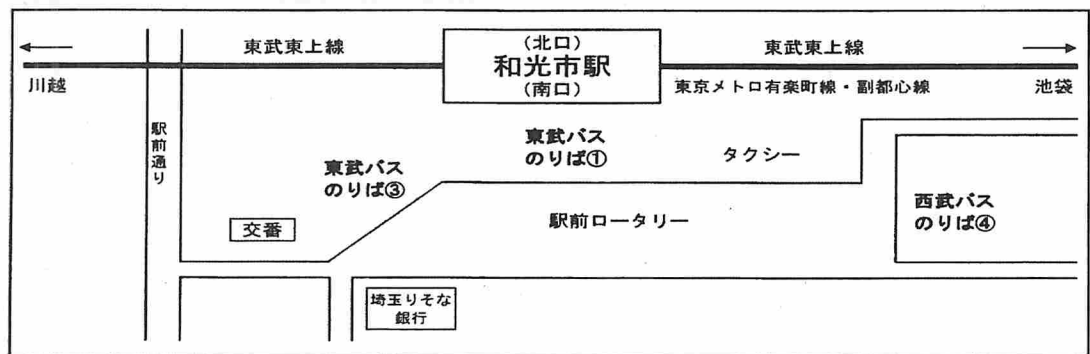 東武東上線
(北口)
和光市駅
(南口)
東武東上線
川越
東京メトロ有楽町線・副都心線
池袋
駅前通り
東武バス
のりば①
タクシー
東武バス
のりば③
西武バス
のりば④
駅前ロータリー
交番
埼玉りそな
銀行